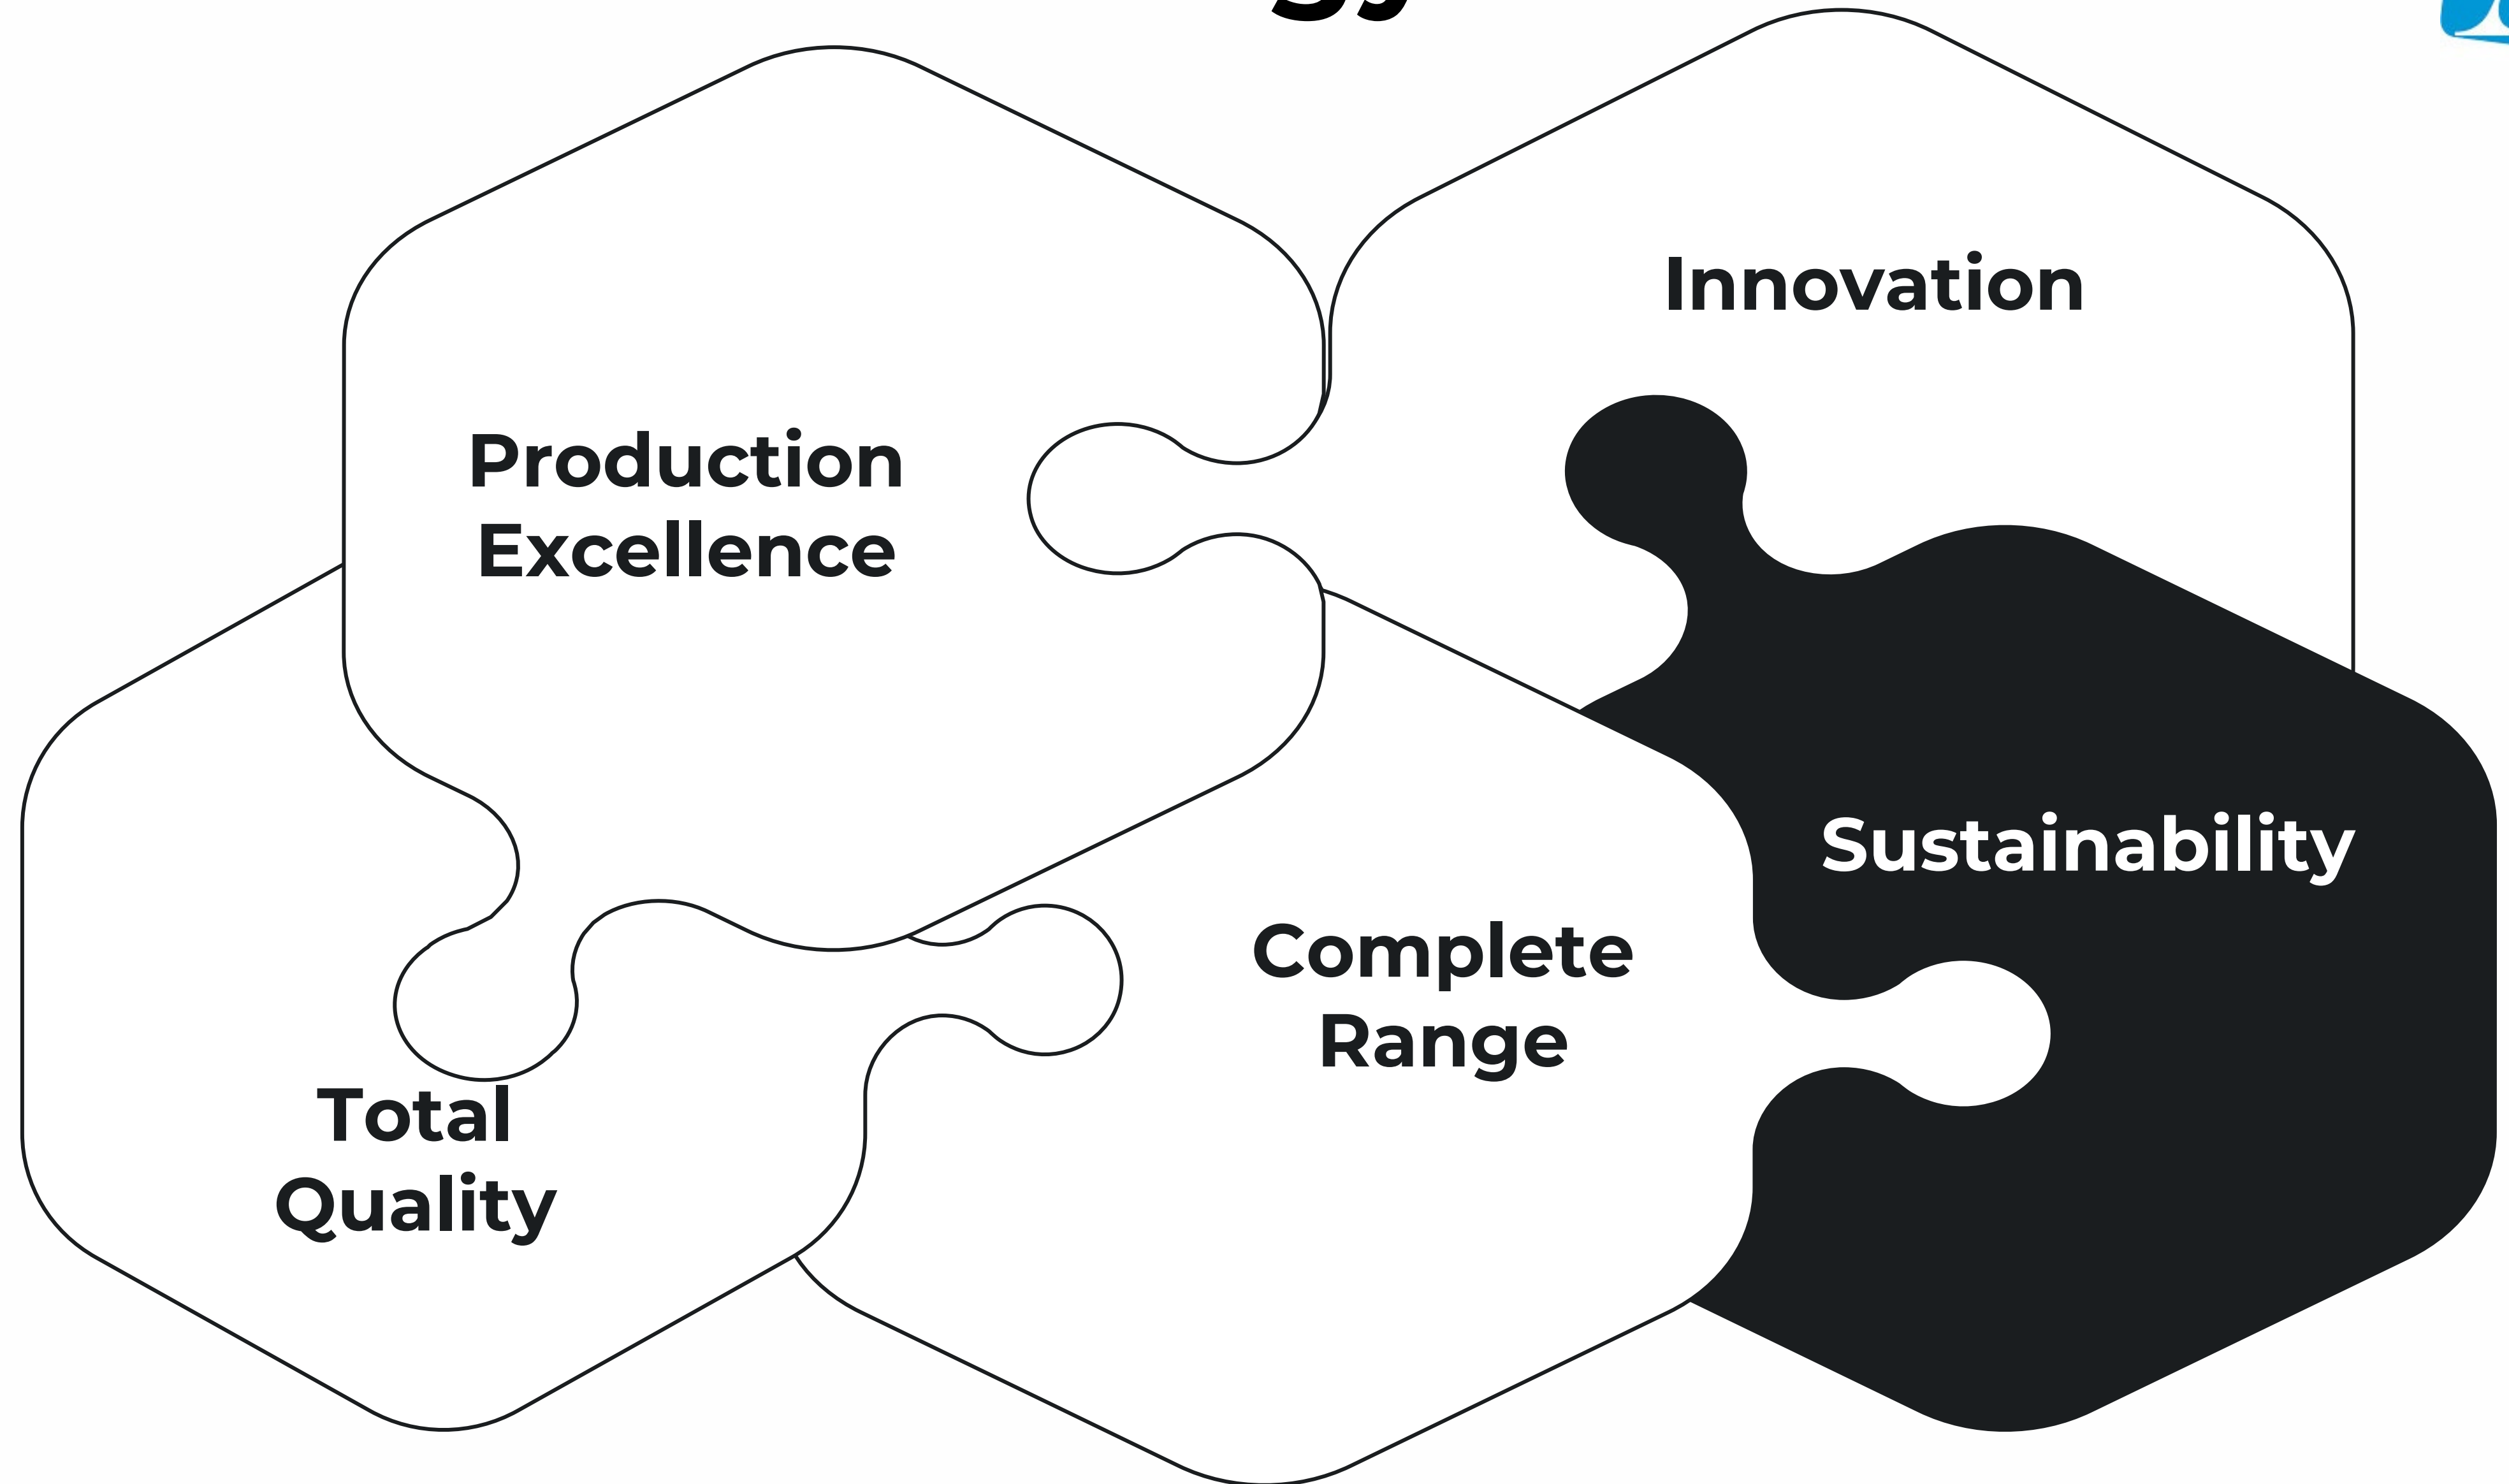 Innovation
Production
Excellence
Sustainability
Complete
Range
Total
Quality